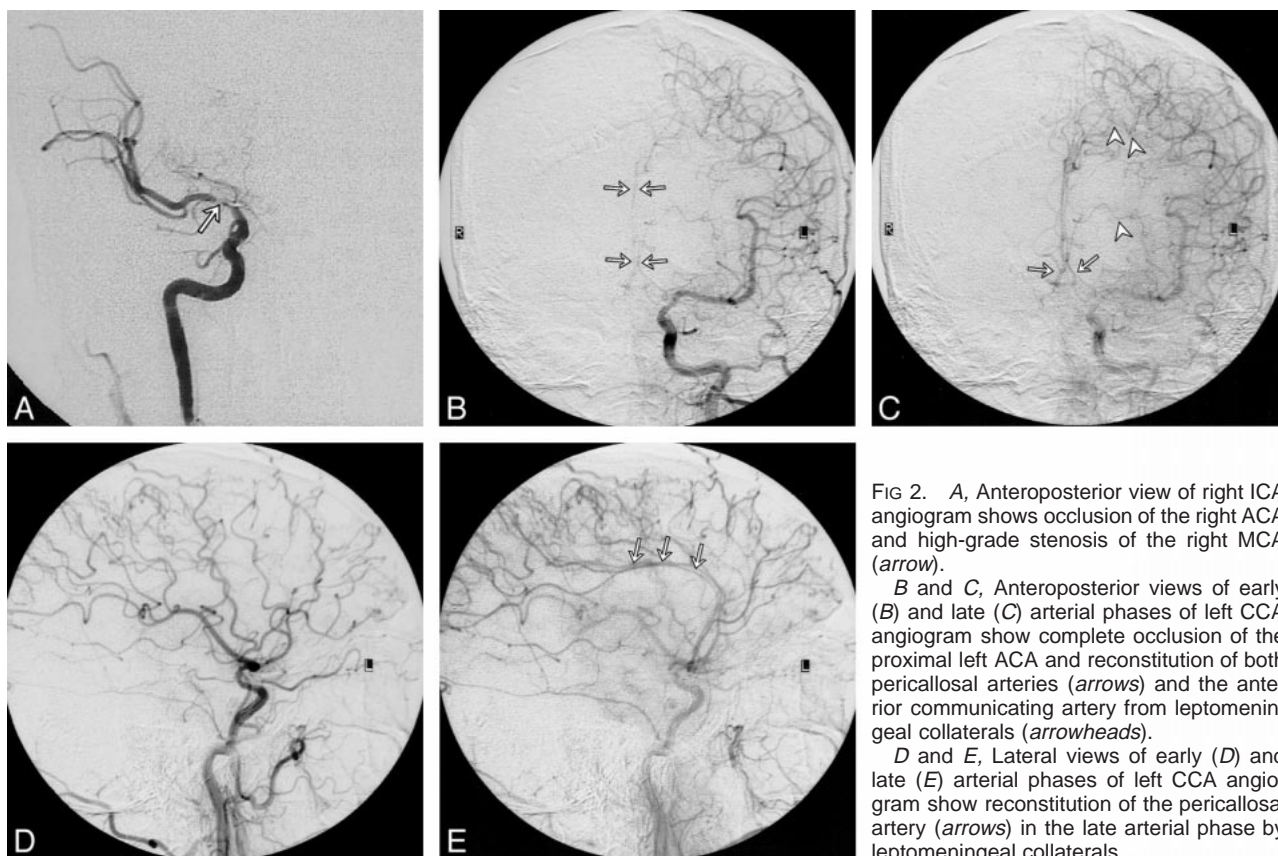 A
B
C
R
L
R
L
D
E
L
L
FIG 2. A, Anteroposterior view of right ICA
angiogram shows occlusion of the right ACA
and high-grade stenosis of the right MCA
(arrow).
B and C, Anteroposterior views of early
(B) and late (C) arterial phases of left CCA
angiogram show complete occlusion of the
proximal left ACA and reconstitution of both
pericallosal arteries (arrows) and the ante-
rior communicating artery from leptomenin-
geal collaterals (arrowheads).
D and E, Lateral views of early (D) and
late (E) arterial phases of left CCA angio-
gram show reconstitution of the pericallosal
artery (arrows) in the late arterial phase by
leptomeningeal collaterals.